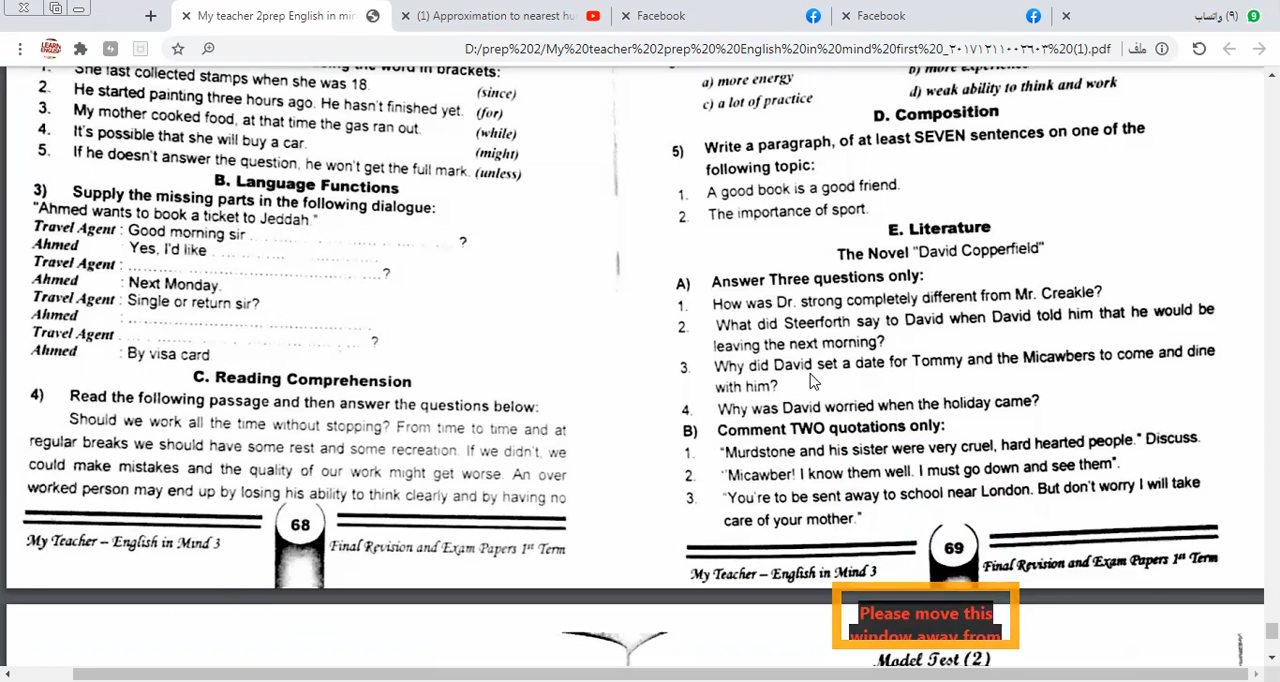 My teacher 2prep English in min
(1) Approximation to nearest hu
Facebook
Facebook
(٩) واتساب
D:/prep%202/My%20teacher%202prep%20%20English%20in%20mind%20first%20_٢٠١٧١٢١١٠٠٢٦٠٣%20(1).pdf
ملف
1. She last collected stamps when she was 18. (since)
2. He started painting three hours ago. He hasn't finished yet. (for)
3. My mother cooked food, at that time the gas ran out. (while)
4. It's possible that she will buy a car. (might)
5. If he doesn't answer the question, he won't get the full mark. (unless)
B. Language Functions
3) Supply the missing parts in the following dialogue:
"Ahmed wants to book a ticket to Jeddah."
Travel Agent : Good morning sir ........................ ?
Ahmed : Yes, I'd like ........................
Travel Agent : ........................ ?
Ahmed : Next Monday.
Travel Agent : Single or return sir?
Ahmed : ........................
Travel Agent ........................ ?
Ahmed : By visa card
C. Reading Comprehension
4) Read the following passage and then answer the questions below:
Should we work all the time without stopping? From time to time and at
regular breaks we should have some rest and some recreation. If we didn't, we
could make mistakes and the quality of our work might get worse. An over
worked person may end up by losing his ability to think clearly and by having no
68
My Teacher – English in Mind 3
Final Revision and Exam Papers 1st Term
a) more energy
b) more experience
c) a lot of practice
d) weak ability to think and work
D. Composition
5) Write a paragraph, of at least SEVEN sentences on one of the
following topic:
1. A good book is a good friend.
2. The importance of sport.
E. Literature
The Novel "David Copperfield"
A) Answer Three questions only:
1. How was Dr. strong completely different from Mr. Creakle?
2. What did Steerforth say to David when David told him that he would be
leaving the next morning?
3. Why did David set a date for Tommy and the Micawbers to come and dine
with him?
4. Why was David worried when the holiday came?
B) Comment TWO quotations only:
1. "Murdstone and his sister were very cruel, hard hearted people." Discuss.
2. "Micawber! I know them well. I must go down and see them".
3. "You're to be sent away to school near London. But don't worry I will take
care of your mother."
69
My Teacher – English in Mind 3
Final Revision and Exam Papers 1st Term
Please move this
window away from
Model Test (2)